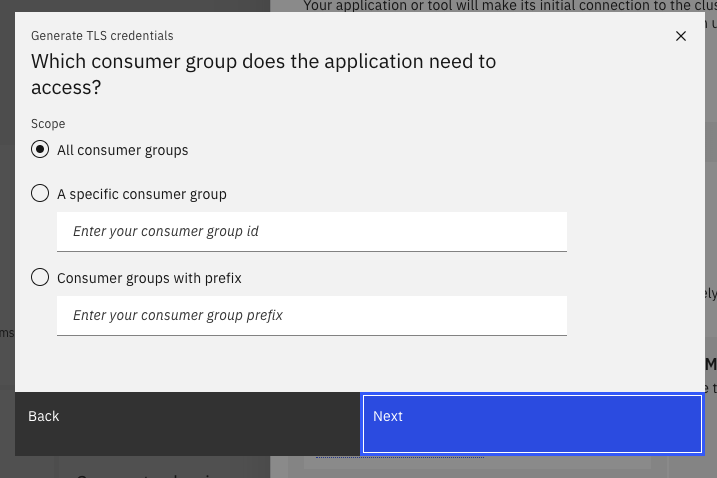 Your application or tool will make its initial connection to the clus
Generate TLS credentials
Which consumer group does the application need to
access?
Scope
All consumer groups
A specific consumer group
Enter your consumer group id
Consumer groups with prefix
ely
Enter your consumer group prefix
ms
M
Back
Next